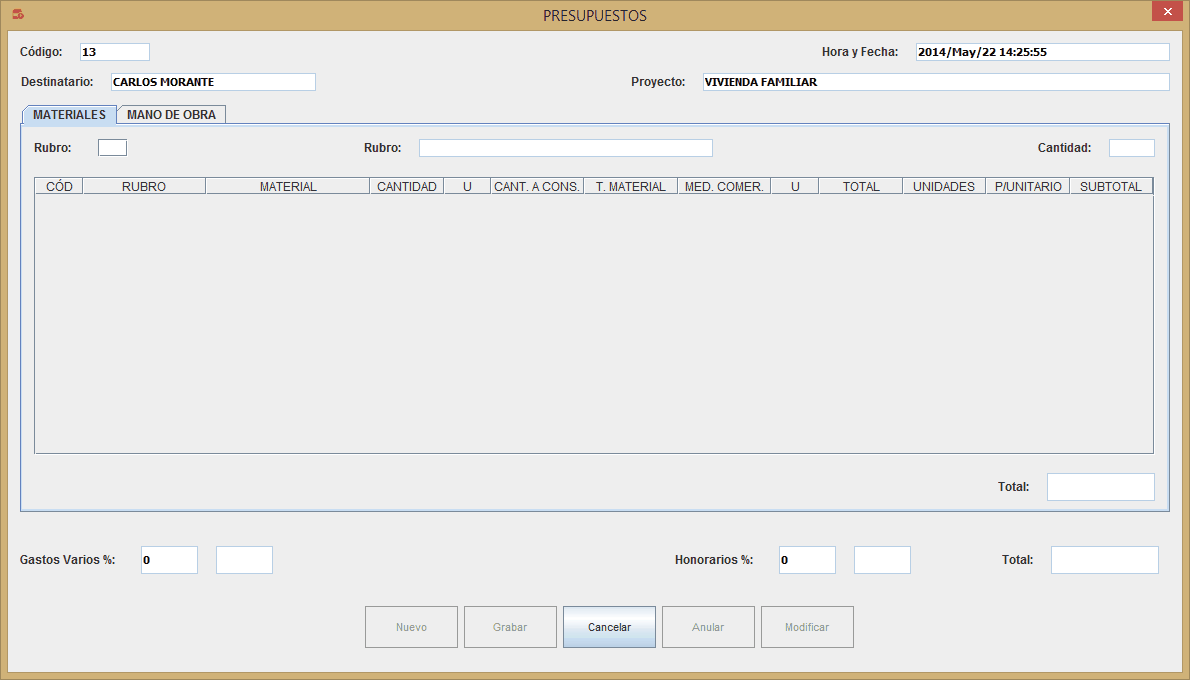 PRESUPUESTOS
Código: 13 Hora y Fecha: 2014/May/22 14:25:55
Destinatario: CARLOS MORANTE Proyecto: VIVIENDA FAMILIAR
MATERIALES MANO DE OBRA
Rubro: Rubro: Cantidad:
CÓD RUBRO MATERIAL CANTIDAD U CANT. A CONS. T. MATERIAL MED. COMER. U TOTAL UNIDADES P/UNITARIO SUBTOTAL
Total:
Gastos Varios %: 0 Honorarios %: 0 Total:
Nuevo Grabar Cancelar Anular Modificar